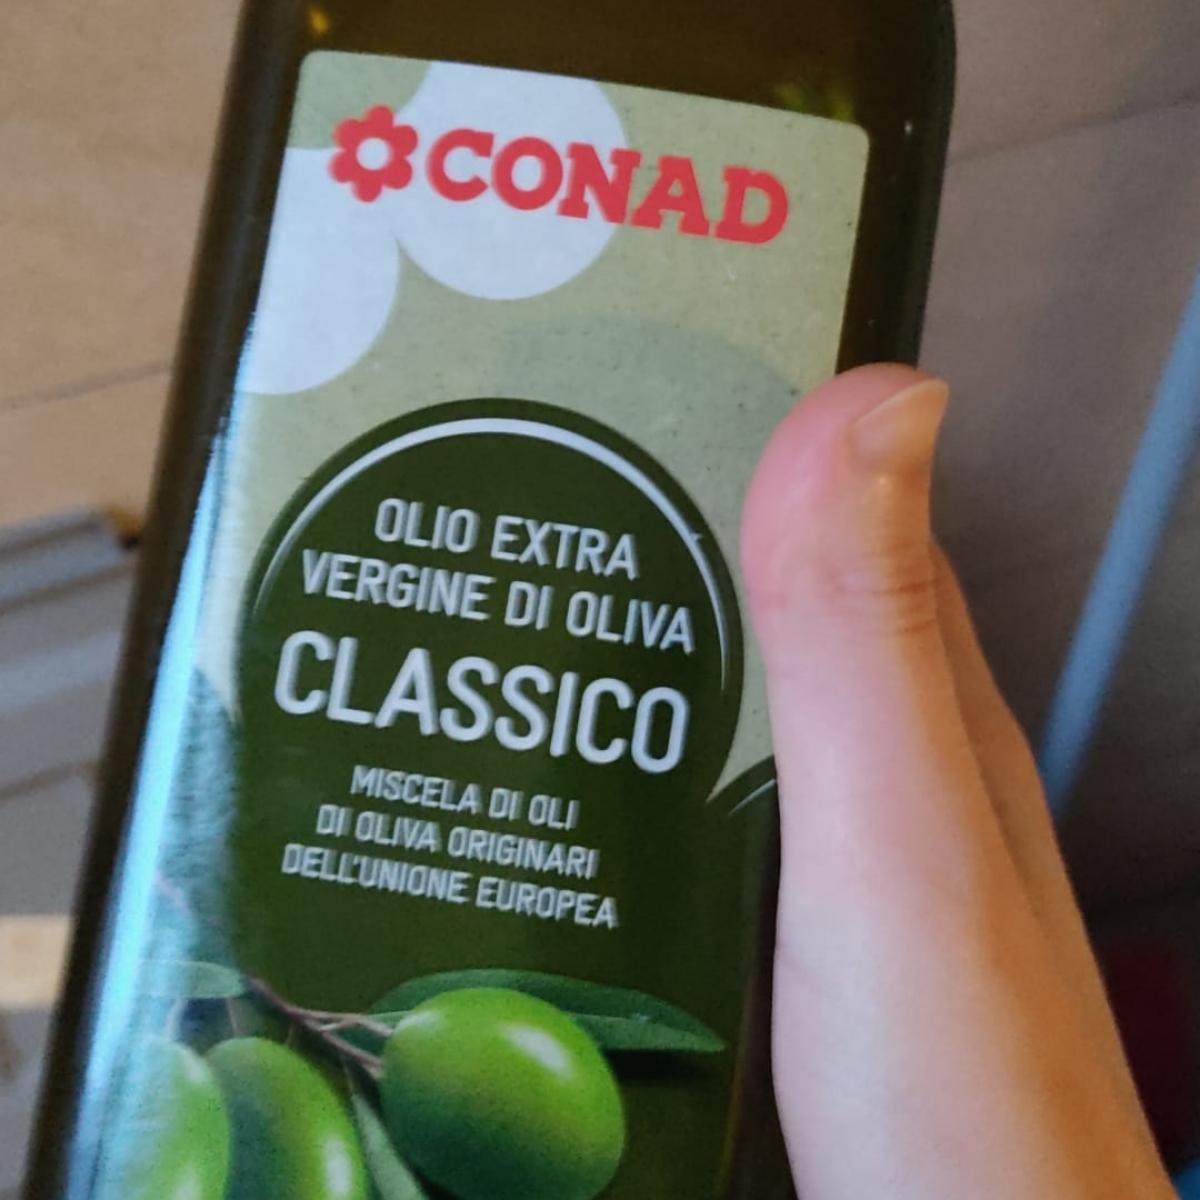 CONAD
OLIO EXTRA
VERGINE DI OLIVA
CLASSICO
MISCELA DI OLI
DI OLIVA ORIGINARI
DELL'UNIONE EUROPEA